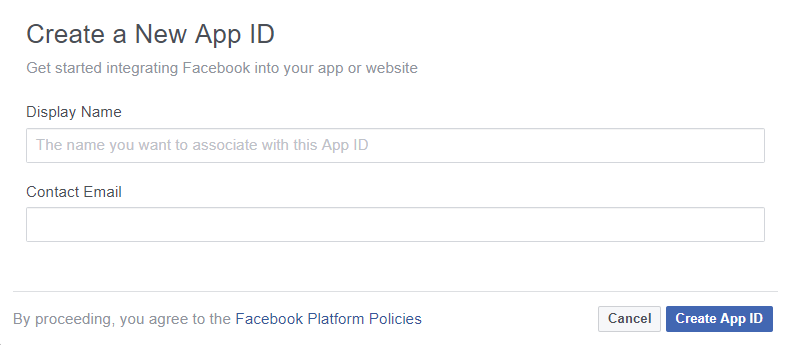 Create a New App ID
Get started integrating Facebook into your app or website
Display Name
The name you want to associate with this App ID
Contact Email
By proceeding, you agree to the Facebook Platform Policies
Cancel
Create App ID